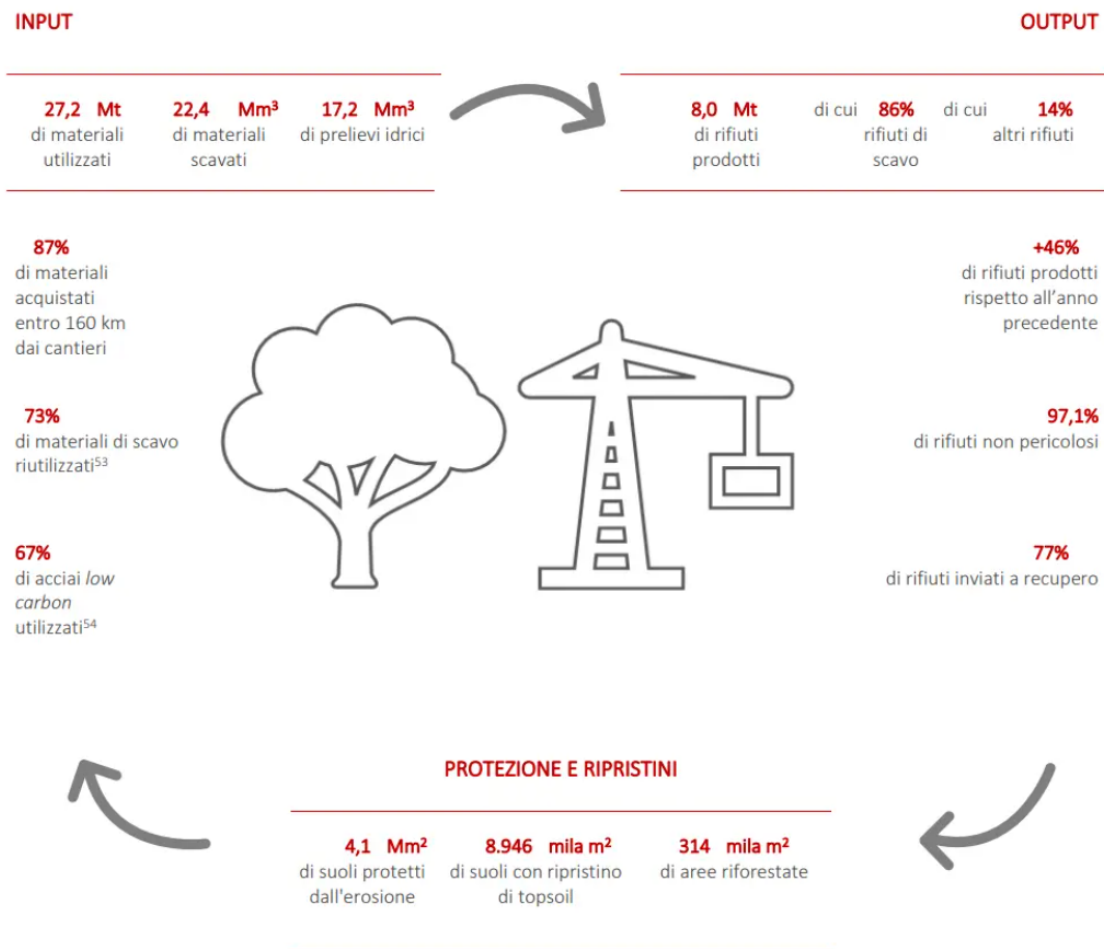 INPUT
OUTPUT
27,2 Mt
di materiali
utilizzati
22,4 Mm³
di materiali
scavati
17,2 Mm³
di prelievi idrici
8,0 Mt
di rifiuti
prodotti
di cui 86%
rifiuti di
scavo
di cui 14%
altri rifiuti
87%
di materiali
acquistati
entro 160 km
dai cantieri
+46%
di rifiuti prodotti
rispetto all’anno
precedente
73%
di materiali di scavo
riutilizzati⁵³
97,1%
di rifiuti non pericolosi
67%
di acciai low
carbon
utilizzati⁵⁴
77%
di rifiuti inviati a recupero
PROTEZIONE E RIPRISTINI
4,1 Mm²
di suoli protetti
dall'erosione
8.946 mila m²
di suoli con ripristino
di topsoil
314 mila m²
di aree riforestate